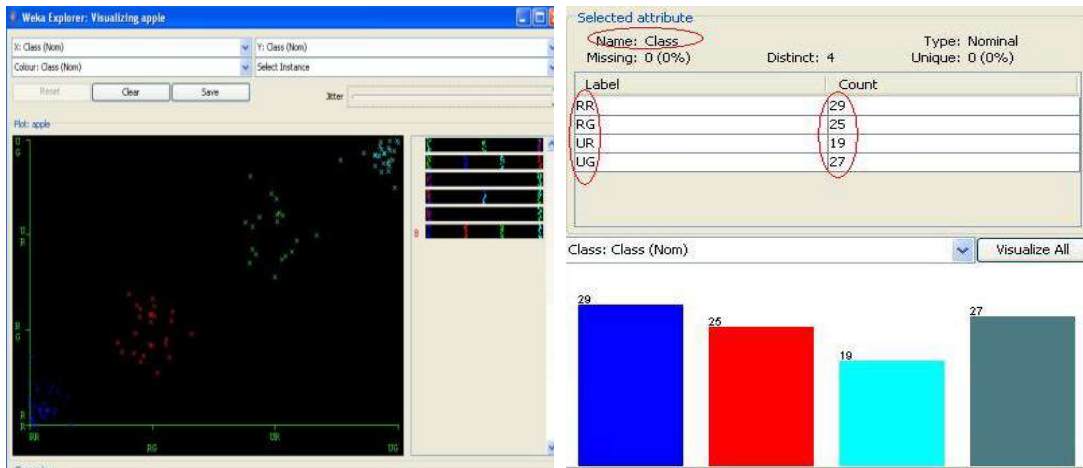 Weka Explorer: Visualizing apple
X: Class (Nom)
Y: Class (Nom)
Colour: Class (Nom)
Select Instance
Reset
Clear
Save
Jitter
Plot: apple
U
G
U
R
R
G
R
R
RR
RG
UR
UG
Selected attribute
Name: Class
Type: Nominal
Missing: 0 (0%)
Distinct: 4
Unique: 0 (0%)
Label
Count
RR
29
RG
25
UR
19
UG
27
Class: Class (Nom)
Visualize All
29
25
19
27